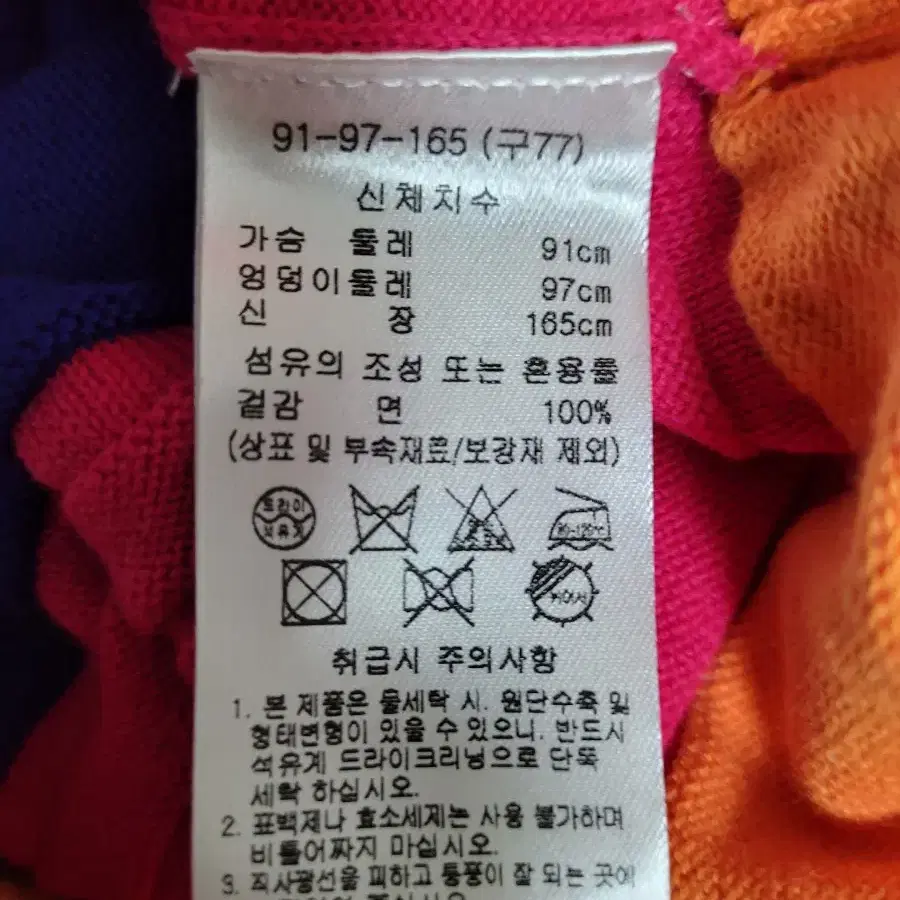 91-97-165 (구77)
신체치수
가슴 둘레 91cm
엉덩이둘레 97cm
신 장 165cm
섬유의 조성 또는 혼용률
겉감 면 100%
(상표 및 부속재료/보강재 제외)
드라이
석유계
80~120℃
뉘어서
취급시 주의사항
1. 본 제품은 물세탁 시. 원단수축 및
형태변형이 있을 수 있으니. 반드시
석유계 드라이크리닝으로 단독
세탁 하십시오.
2. 표백제나 효소세제는 사용 불가하며
비틀어짜지 마십시오.
3. 직사광선을 피하고 통풍이 잘 되는 곳에